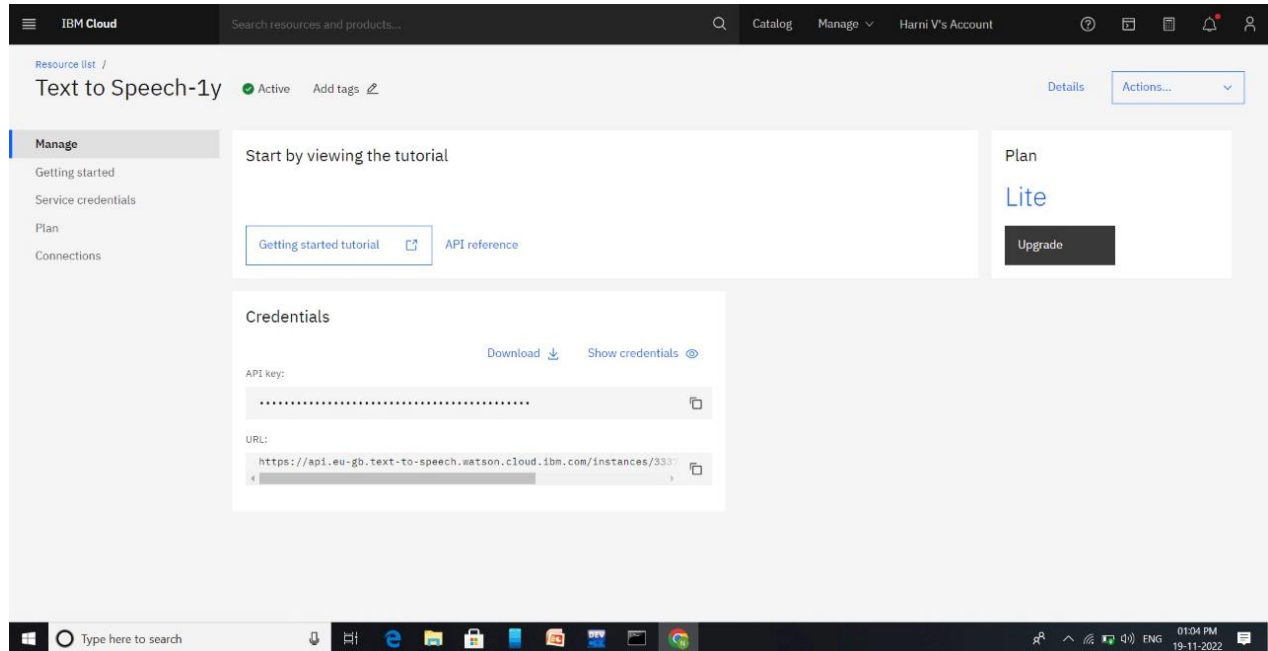 IBM Cloud
Search resources and products...
Catalog
Manage
Harni V's Account
Resource list /
Text to Speech-1y
Active
Add tags
Details
Actions...
Manage
Getting started
Service credentials
Plan
Connections
Start by viewing the tutorial
Getting started tutorial
API reference
Plan
Lite
Upgrade
Credentials
Download
Show credentials
API key:
••••••••••••••••••••••••••••••••••••••••••••
URL:
https://api.eu-gb.text-to-speech.watson.cloud.ibm.com/instances/333
Type here to search
DEV
ENG
01:04 PM
19-11-2022